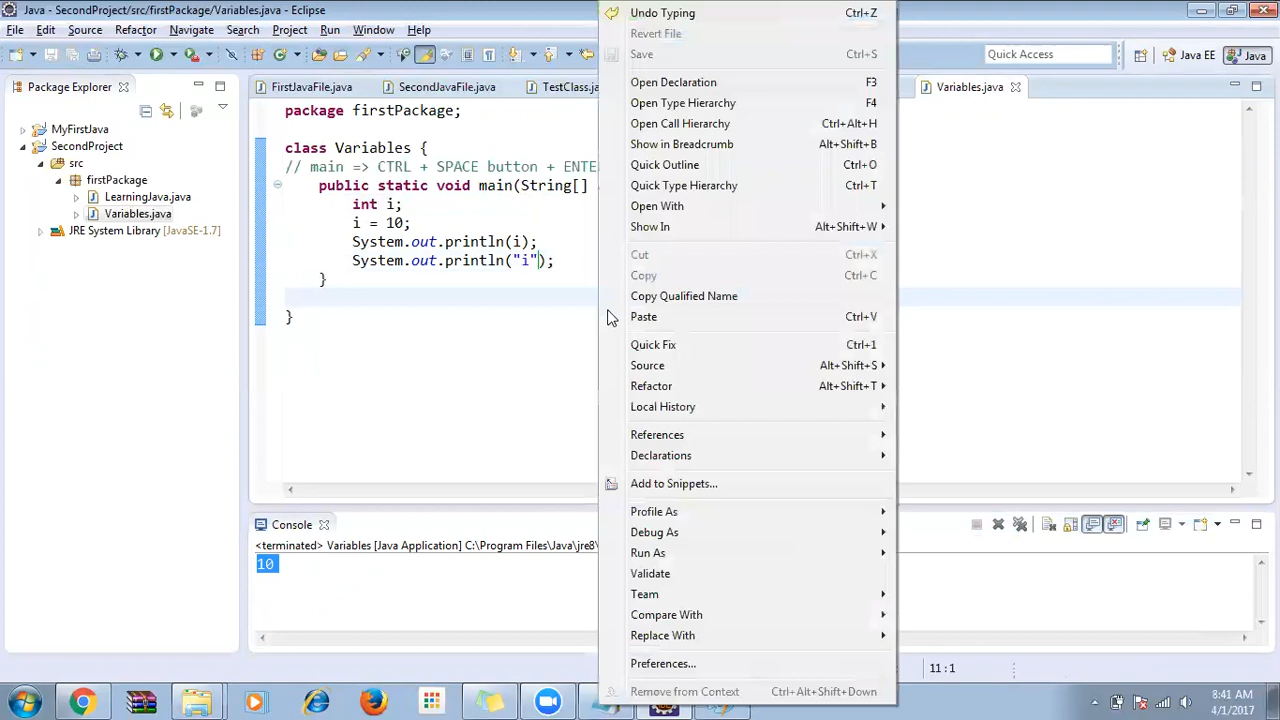 Java - SecondProject/src/firstPackage/Variables.java - Eclipse
File Edit Source Refactor Navigate Search Project Run Window Help
Quick Access
Java EE
Java
Package Explorer
MyFirstJava
SecondProject
src
firstPackage
LearningJava.java
Variables.java
JRE System Library [JavaSE-1.7]
FirstJavaFile.java SecondJavaFile.java TestClass.ja Variables.java
package firstPackage;
class Variables {
// main => CTRL + SPACE button + ENTE
public static void main(String[]
int i;
i = 10;
System.out.println(i);
System.out.println("i");
}
}
Undo Typing Ctrl+Z
Revert File
Save Ctrl+S
Open Declaration F3
Open Type Hierarchy F4
Open Call Hierarchy Ctrl+Alt+H
Show in Breadcrumb Alt+Shift+B
Quick Outline Ctrl+O
Quick Type Hierarchy Ctrl+T
Open With
Show In Alt+Shift+W
Cut Ctrl+X
Copy Ctrl+C
Copy Qualified Name
Paste Ctrl+V
Quick Fix Ctrl+1
Source Alt+Shift+S
Refactor Alt+Shift+T
Local History
References
Declarations
Add to Snippets...
Profile As
Debug As
Run As
Validate
Team
Compare With
Replace With
Preferences...
Remove from Context Ctrl+Alt+Shift+Down
Console
<terminated> Variables [Java Application] C:\Program Files\Java\jre8\
10
11:1
8:41 AM
4/1/2017